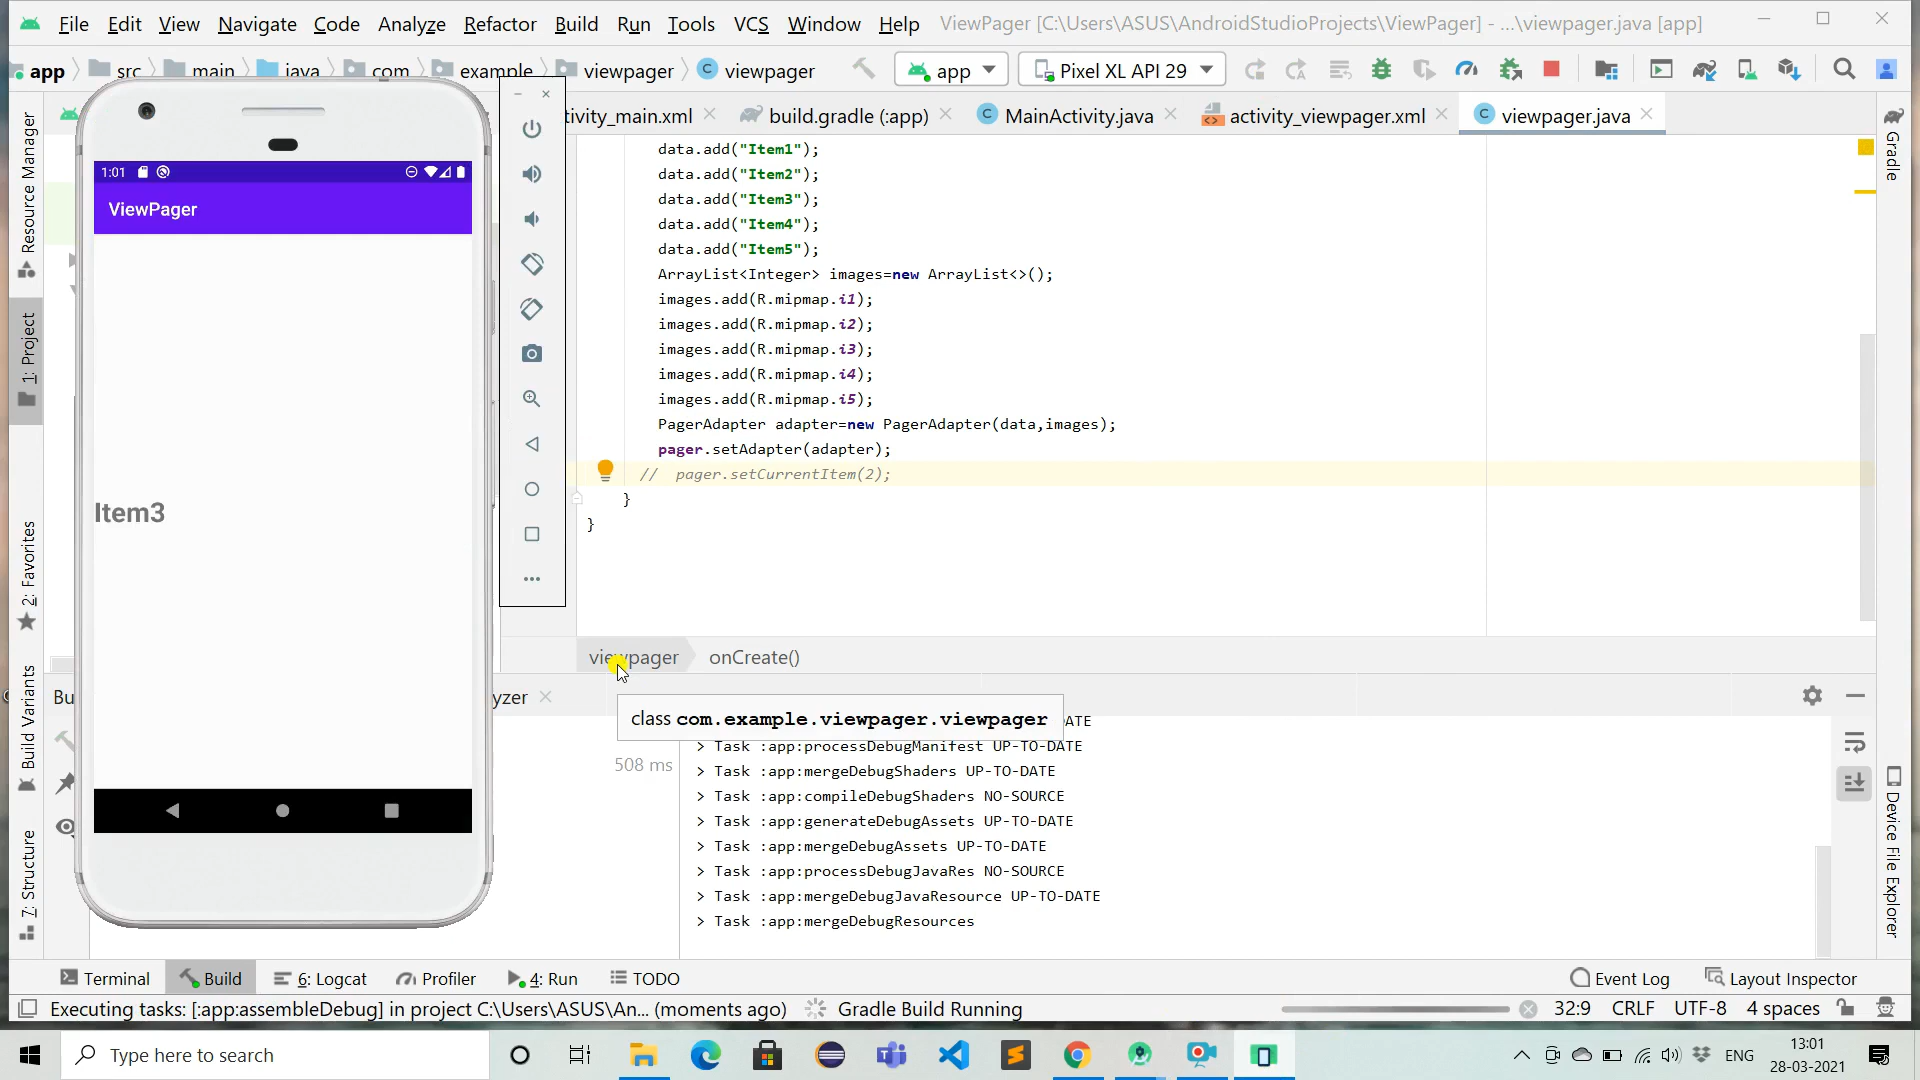 File Edit View Navigate Code Analyze Refactor Build Run Tools VCS Window Help ViewPager [C:\Users\ASUS\AndroidStudioProjects\ViewPager] - ...\viewpager.java [app]
app src main java com example viewpager viewpager app Pixel XL API 29
tivity_main.xml build.gradle (:app) MainActivity.java activity_viewpager.xml viewpager.java
Resource Manager
1: Project
2: Favorites
Build Variants
7: Structure
1:01
ViewPager
Item3
data.add("Item1");
data.add("Item2");
data.add("Item3");
data.add("Item4");
data.add("Item5");
ArrayList<Integer> images=new ArrayList<>();
images.add(R.mipmap.i1);
images.add(R.mipmap.i2);
images.add(R.mipmap.i3);
images.add(R.mipmap.i4);
images.add(R.mipmap.i5);
PagerAdapter adapter=new PagerAdapter(data,images);
pager.setAdapter(adapter);
// pager.setCurrentItem(2);
}
}
viewpager onCreate()
Bu yzer
class com.example.viewpager.viewpager ATE
508 ms
> Task :app:processDebugManifest UP-TO-DATE
> Task :app:mergeDebugShaders UP-TO-DATE
> Task :app:compileDebugShaders NO-SOURCE
> Task :app:generateDebugAssets UP-TO-DATE
> Task :app:mergeDebugAssets UP-TO-DATE
> Task :app:processDebugJavaRes NO-SOURCE
> Task :app:mergeDebugJavaResource UP-TO-DATE
> Task :app:mergeDebugResources
Gradle
Device File Explorer
Terminal Build 6: Logcat Profiler 4: Run TODO Event Log Layout Inspector
Executing tasks: [:app:assembleDebug] in project C:\Users\ASUS\An... (moments ago) Gradle Build Running 32:9 CRLF UTF-8 4 spaces
Type here to search ENG
13:01
28-03-2021